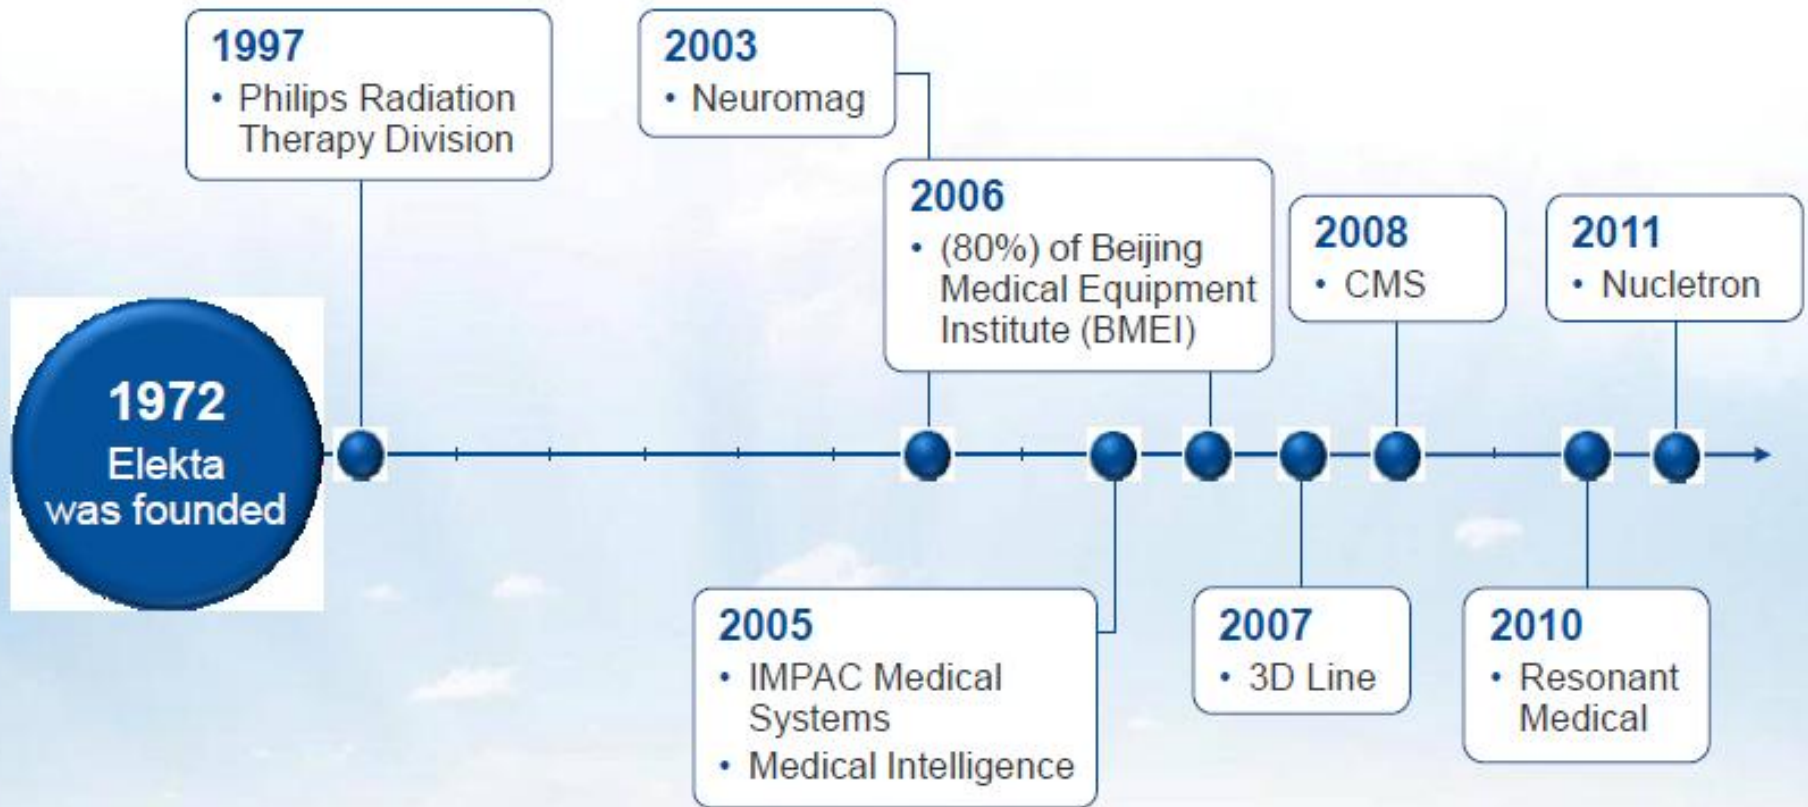 1997
• Philips Radiation
Therapy Division
2003
• Neuromag
2006
• (80%) of Beijing
Medical Equipment
Institute (BMEI)
2008
• CMS
2011
• Nucletron
1972
Elekta
was founded
2005
• IMPAC Medical
Systems
• Medical Intelligence
2007
• 3D Line
2010
• Resonant
Medical